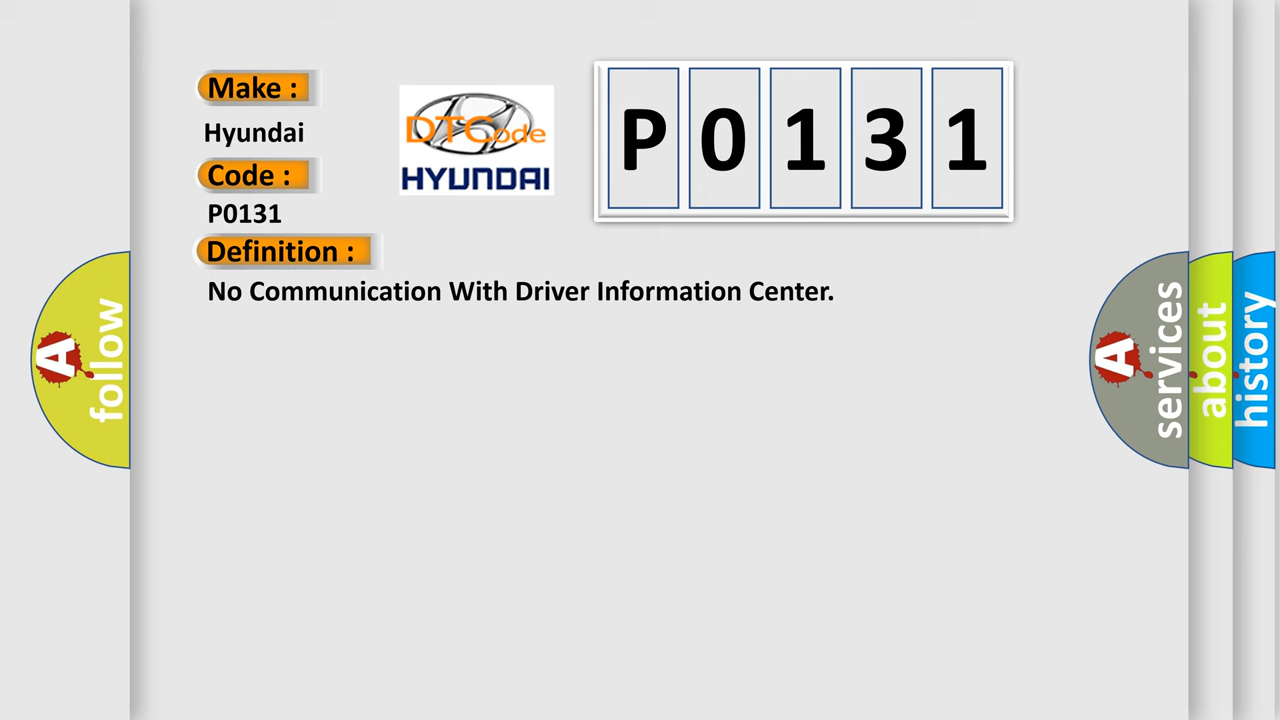 Make :
Hyundai
Code :
P0131
Definition :
No Communication With Driver Information Center.
DTCode
HYUNDAI
P 0 1 3 1
A
follow
A
services
about
history